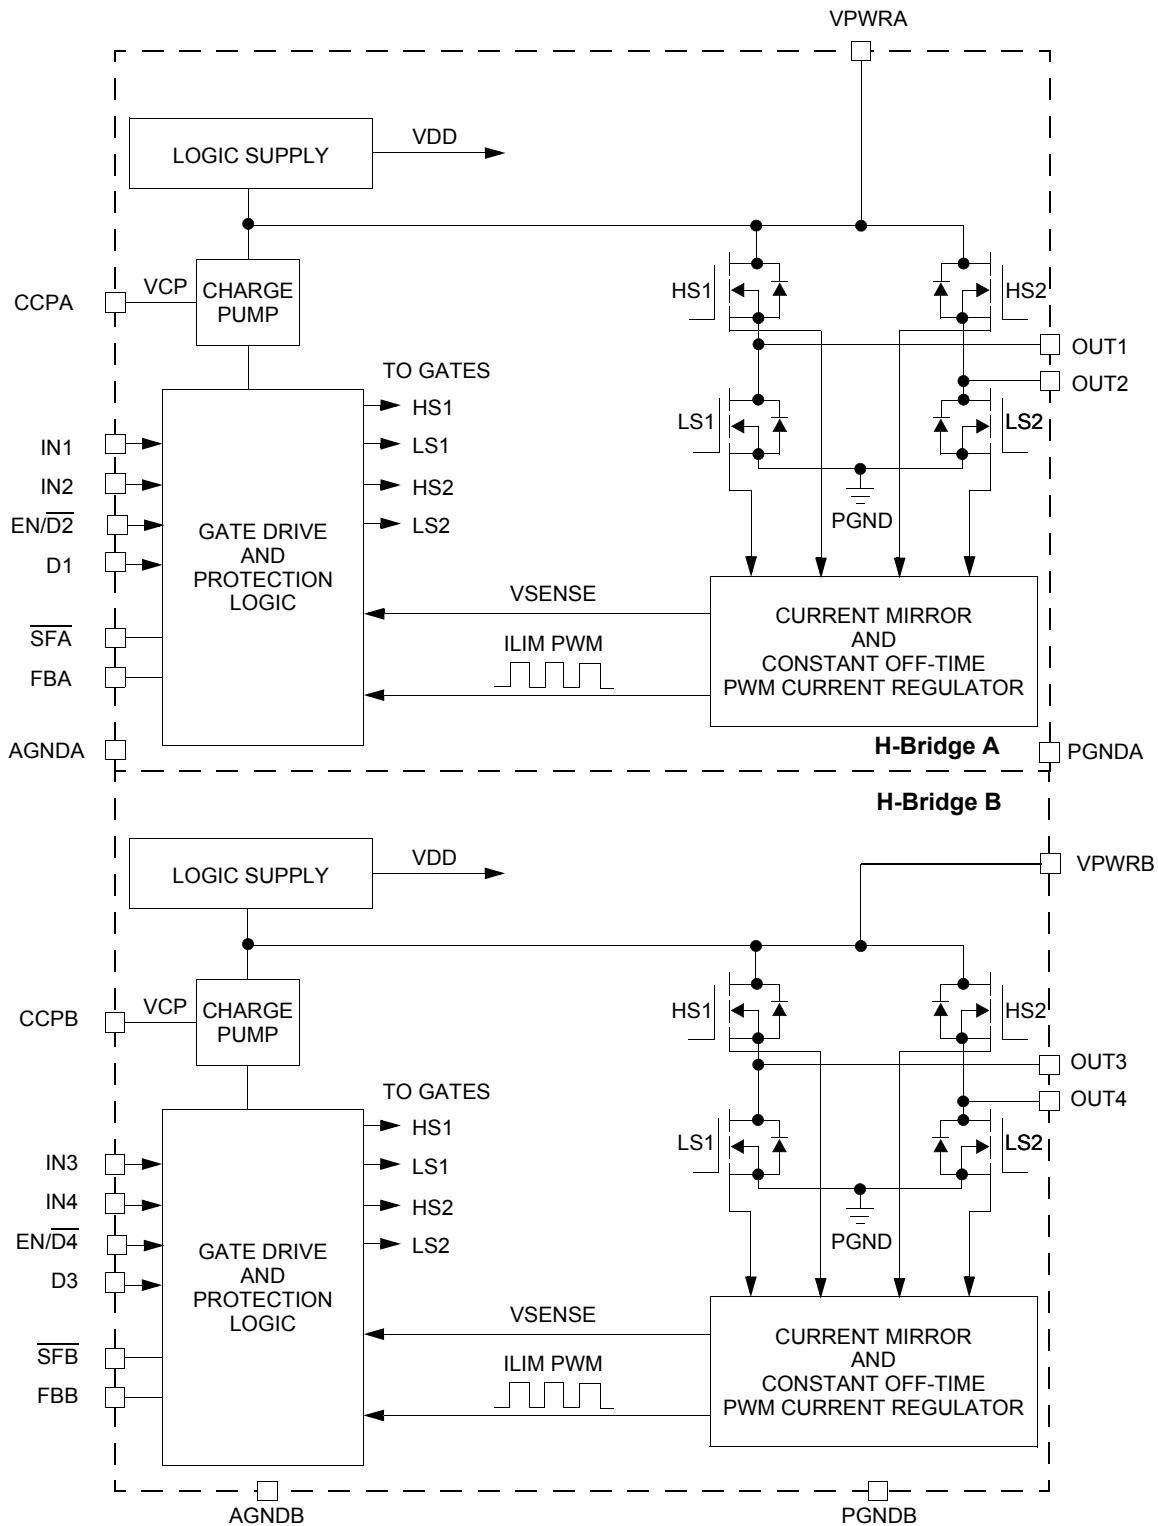 VPWRA
LOGIC SUPPLY
VDD
CCPA
VCP
CHARGE
PUMP
HS1
HS2
OUT1
OUT2
TO GATES
HS1
LS1
HS2
LS2
LS1
LS2
PGND
IN1
IN2
EN/D2
D1
SFA
FBA
AGNDA
GATE DRIVE
AND
PROTECTION
LOGIC
VSENSE
ILIM PWM
CURRENT MIRROR
AND
CONSTANT OFF-TIME
PWM CURRENT REGULATOR
H-Bridge A
PGNDA
H-Bridge B
LOGIC SUPPLY
VDD
VPWRB
CCPB
VCP
CHARGE
PUMP
HS1
HS2
OUT3
OUT4
TO GATES
HS1
LS1
HS2
LS2
LS1
LS2
PGND
IN3
IN4
EN/D4
D3
SFB
FBB
GATE DRIVE
AND
PROTECTION
LOGIC
VSENSE
ILIM PWM
CURRENT MIRROR
AND
CONSTANT OFF-TIME
PWM CURRENT REGULATOR
AGNDB
PGNDB